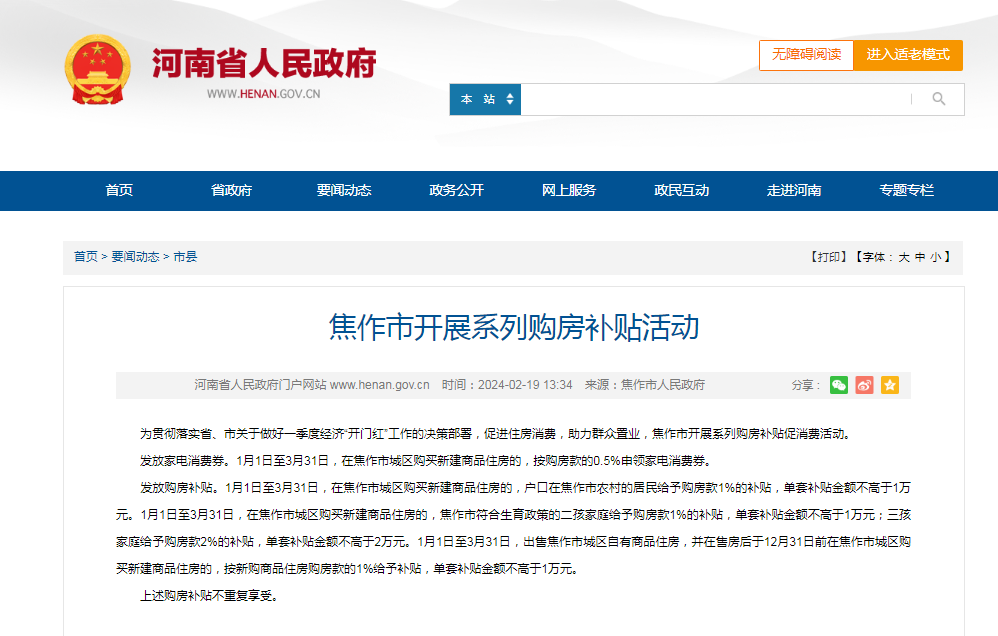 河南省人民政府
WWW.HENAN.GOV.CN
无障碍阅读 进入适老模式
本 站
首页 省政府 要闻动态 政务公开 网上服务 政民互动 走进河南 专题专栏
首页 > 要闻动态 > 市县 【打印】【字体：大 中 小】
焦作市开展系列购房补贴活动
河南省人民政府门户网站 www.henan.gov.cn 时间：2024-02-19 13:34 来源：焦作市人民政府 分享：
为贯彻落实省、市关于做好一季度经济“开门红”工作的决策部署，促进住房消费，助力群众置业，焦作市开展系列购房补贴促消费活动。
发放家电消费券。1月1日至3月31日，在焦作市城区购买新建商品住房的，按购房款的0.5%申领家电消费券。
发放购房补贴。1月1日至3月31日，在焦作市城区购买新建商品住房的，户口在焦作市农村的居民给予购房款1%的补贴，单套补贴金额不高于1万
元。1月1日至3月31日，在焦作市城区购买新建商品住房的，焦作市符合生育政策的二孩家庭给予购房款1%的补贴，单套补贴金额不高于1万元；三孩
家庭给予购房款2%的补贴，单套补贴金额不高于2万元。1月1日至3月31日，出售焦作市城区自有商品住房，并在售房后于12月31日前在焦作市城区购
买新建商品住房的，按新购商品住房购房款的1%给予补贴，单套补贴金额不高于1万元。
上述购房补贴不重复享受。